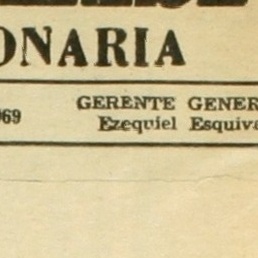 ONARIA
969 GERENTE GENER
Ezequiel Esquiva